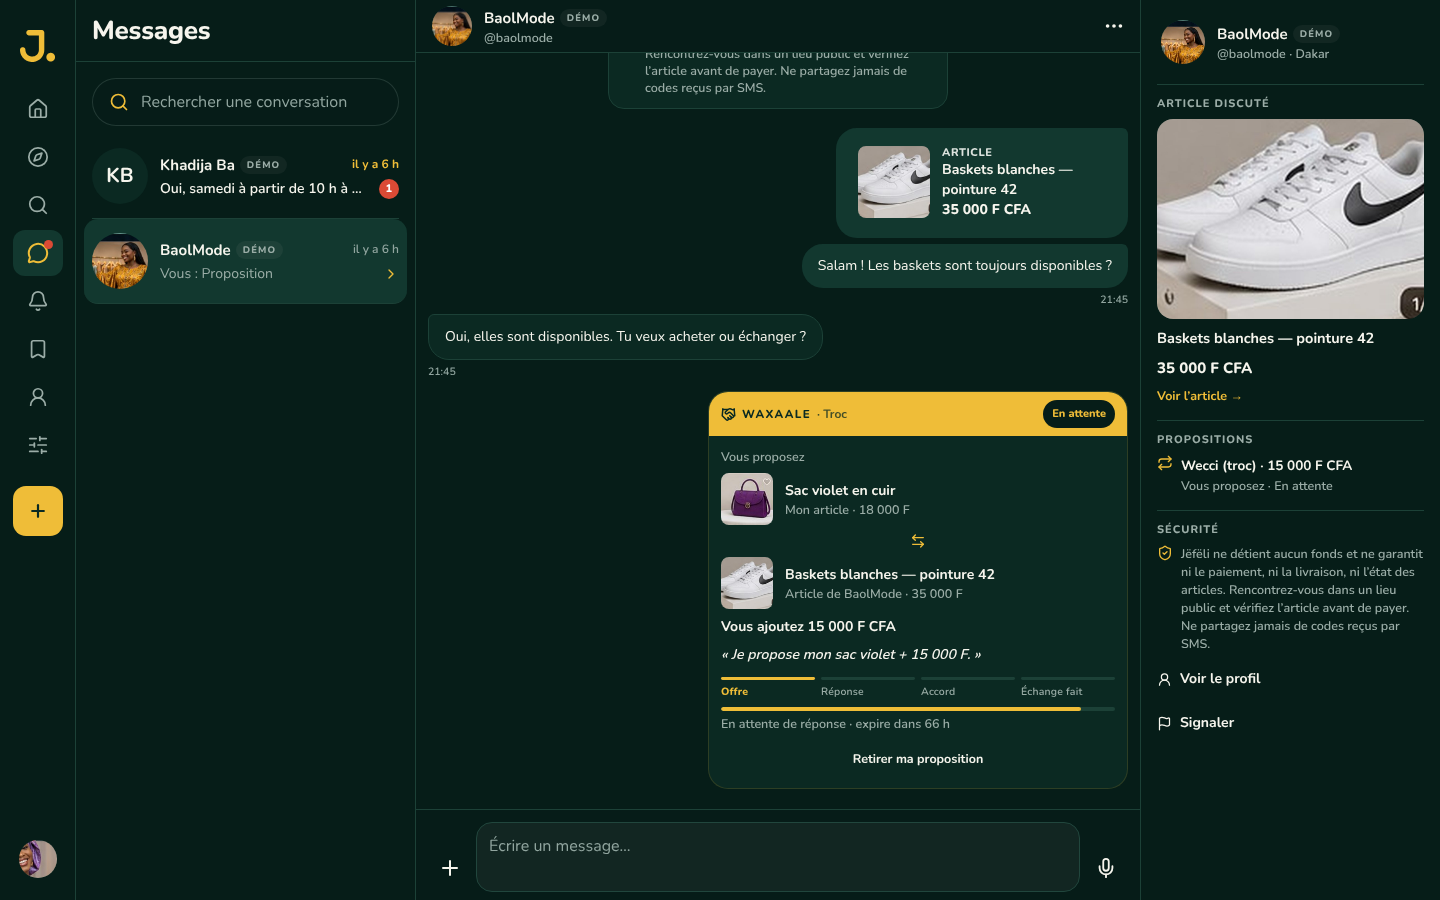 J.
Messages
Rechercher une conversation
KB
Khadija Ba DÉMO il y a 6 h
Oui, samedi à partir de 10 h à ... 1
BaolMode DÉMO il y a 6 h
Vous : Proposition
BaolMode DÉMO
@baolmode
Rencontrez-vous dans un lieu public et vérifiez
l'article avant de payer. Ne partagez jamais de
codes reçus par SMS.
ARTICLE
Baskets blanches —
pointure 42
35 000 F CFA
Salam ! Les baskets sont toujours disponibles ?
21:45
Oui, elles sont disponibles. Tu veux acheter ou échanger ?
21:45
WAXAALE · Troc En attente
Vous proposez
Sac violet en cuir
Mon article · 18 000 F
Baskets blanches — pointure 42
Article de BaolMode · 35 000 F
Vous ajoutez 15 000 F CFA
« Je propose mon sac violet + 15 000 F. »
Offre Réponse Accord Échange fait
En attente de réponse · expire dans 66 h
Retirer ma proposition
Écrire un message...
BaolMode DÉMO
@baolmode · Dakar
ARTICLE DISCUTÉ
1/
Baskets blanches — pointure 42
35 000 F CFA
Voir l'article →
PROPOSITIONS
Wecci (troc) · 15 000 F CFA
Vous proposez · En attente
SÉCURITÉ
Jëfëli ne détient aucun fonds et ne garantit
ni le paiement, ni la livraison, ni l'état des
articles. Rencontrez-vous dans un lieu
public et vérifiez l'article avant de payer.
Ne partagez jamais de codes reçus par
SMS.
Voir le profil
Signaler